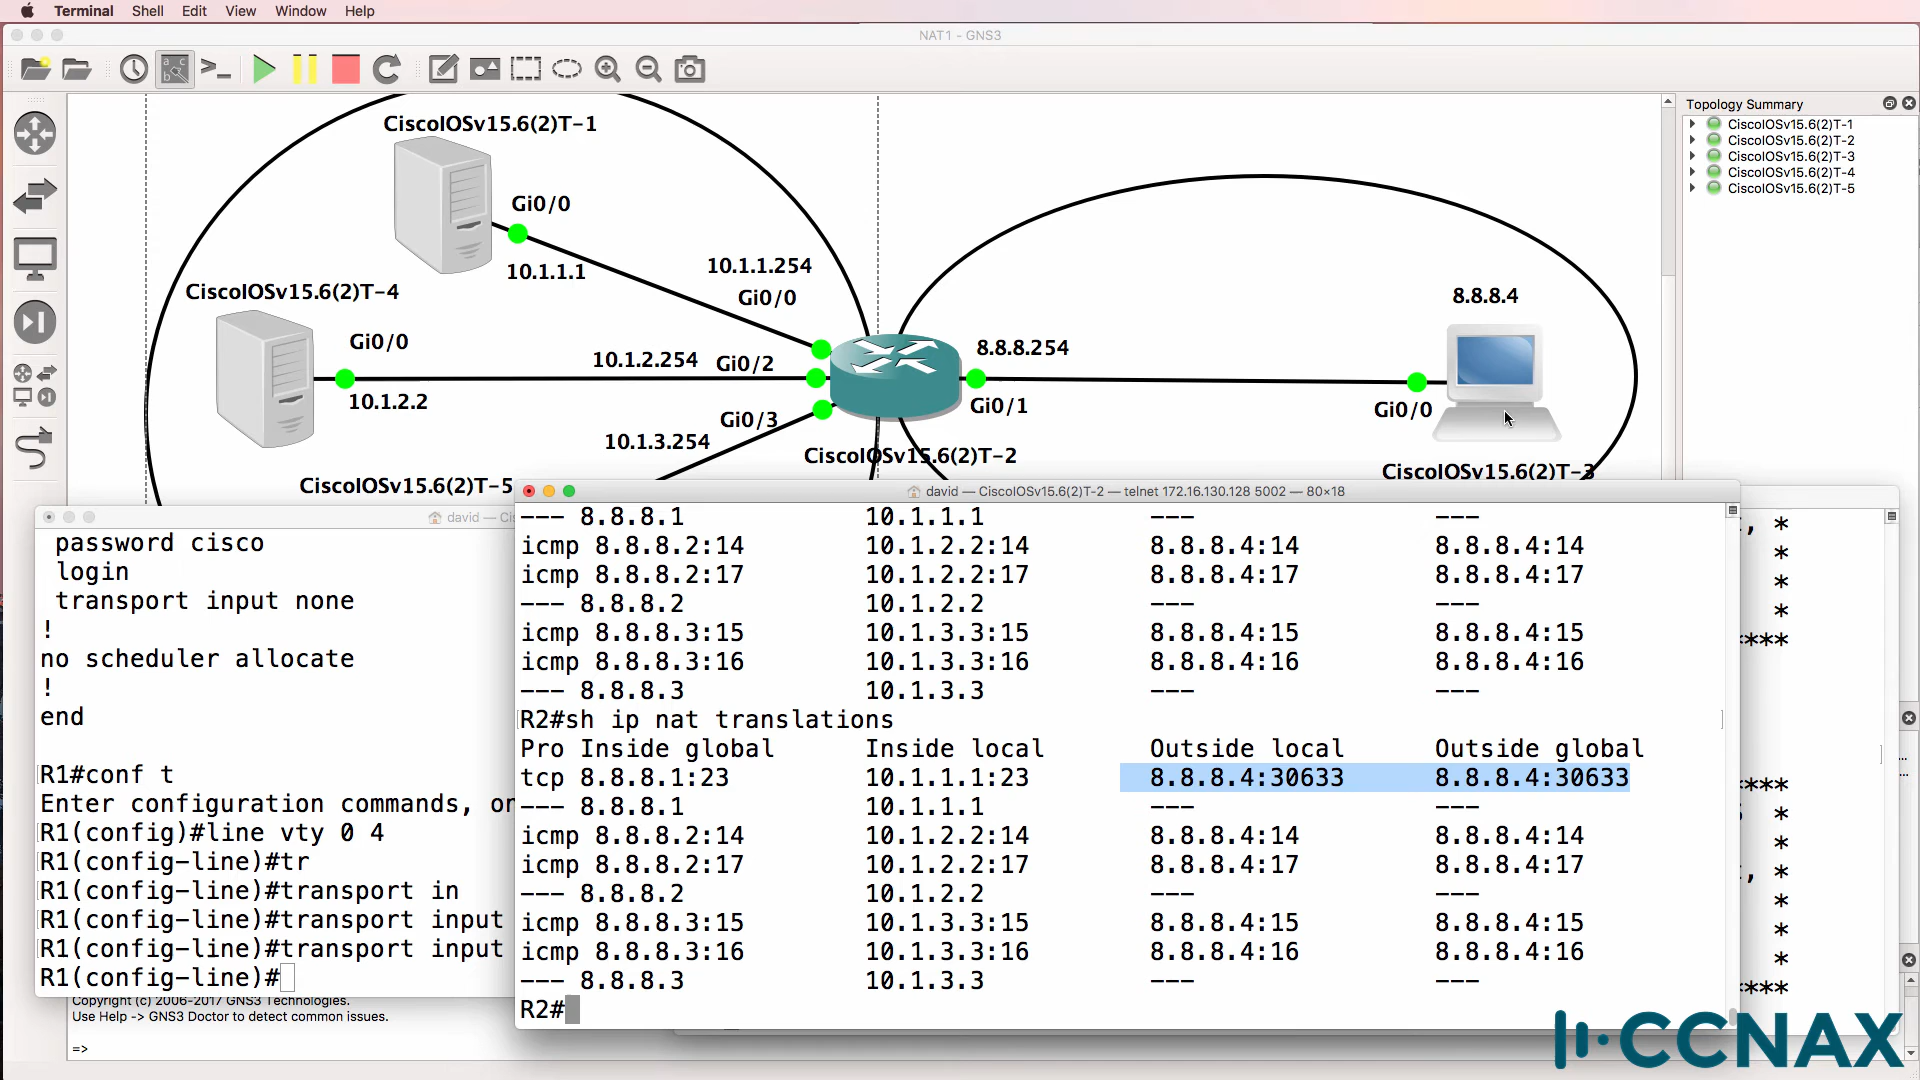 Terminal Shell Edit View Window Help
NAT1 - GNS3
Topology Summary
CiscoIOSv15.6(2)T-1
CiscoIOSv15.6(2)T-2
CiscoIOSv15.6(2)T-3
CiscoIOSv15.6(2)T-4
CiscoIOSv15.6(2)T-5
CiscoIOSv15.6(2)T-1
Gi0/0
10.1.1.1
10.1.1.254
Gi0/0
CiscoIOSv15.6(2)T-4
Gi0/0
10.1.2.2
10.1.2.254
Gi0/2
Gi0/3
10.1.3.254
8.8.8.254
Gi0/1
CiscoIOSv15.6(2)T-2
8.8.8.4
Gi0/0
CiscoIOSv15.6(2)T-3
CiscoIOSv15.6(2)T-5
david — Ci
password cisco
login
transport input none
!
no scheduler allocate
!
end
R1#conf t
Enter configuration commands, on
R1(config)#line vty 0 4
R1(config-line)#tr
R1(config-line)#transport in
R1(config-line)#transport input
R1(config-line)#transport input
R1(config-line)#
david — CiscoIOSv15.6(2)T-2 — telnet 172.16.130.128 5002 — 80×18
--- 8.8.8.1 10.1.1.1 --- ---
icmp 8.8.8.2:14 10.1.2.2:14 8.8.8.4:14 8.8.8.4:14
icmp 8.8.8.2:17 10.1.2.2:17 8.8.8.4:17 8.8.8.4:17
--- 8.8.8.2 10.1.2.2 --- ---
icmp 8.8.8.3:15 10.1.3.3:15 8.8.8.4:15 8.8.8.4:15
icmp 8.8.8.3:16 10.1.3.3:16 8.8.8.4:16 8.8.8.4:16
--- 8.8.8.3 10.1.3.3 --- ---
R2#sh ip nat translations
Pro Inside global Inside local Outside local Outside global
tcp 8.8.8.1:23 10.1.1.1:23 8.8.8.4:30633 8.8.8.4:30633
--- 8.8.8.1 10.1.1.1 --- ---
icmp 8.8.8.2:14 10.1.2.2:14 8.8.8.4:14 8.8.8.4:14
icmp 8.8.8.2:17 10.1.2.2:17 8.8.8.4:17 8.8.8.4:17
--- 8.8.8.2 10.1.2.2 --- ---
icmp 8.8.8.3:15 10.1.3.3:15 8.8.8.4:15 8.8.8.4:15
icmp 8.8.8.3:16 10.1.3.3:16 8.8.8.4:16 8.8.8.4:16
--- 8.8.8.3 10.1.3.3 --- ---
R2#
, *
*
*
*
****
****
*
*
, *
*
*
*
****
Copyright (c) 2006-2017 GNS3 Technologies.
Use Help -> GNS3 Doctor to detect common issues.
=>
CCNAX